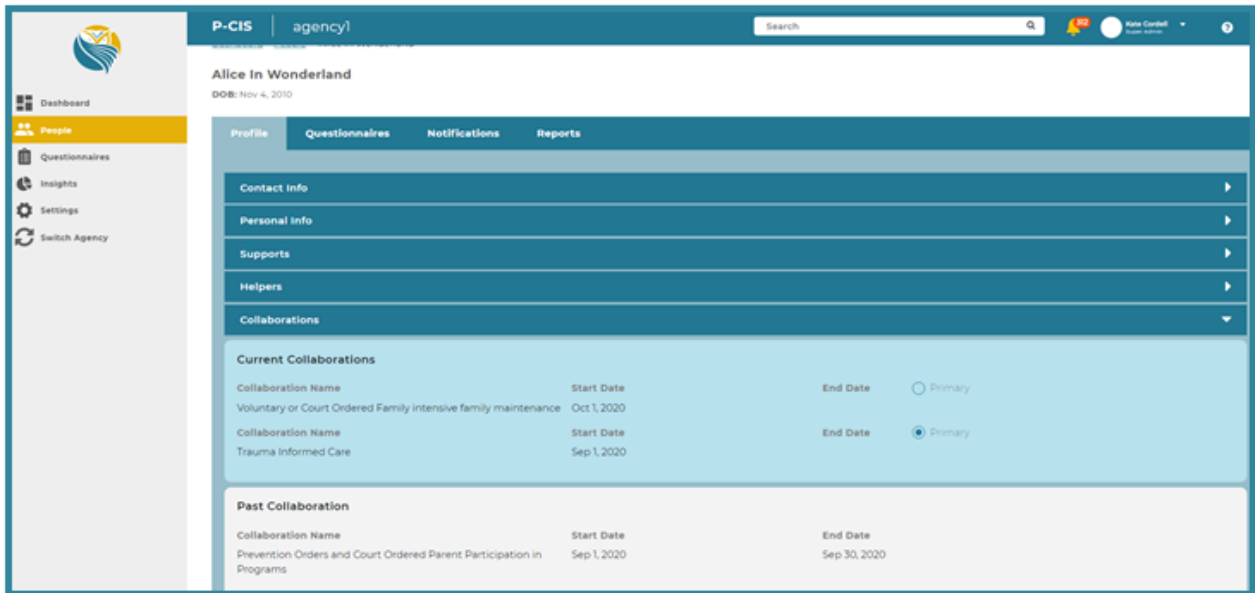 P-CIS
agency1
Search
312
Kate Cordell
Super Admin
Alice In Wonderland
DOB: Nov 4, 2010
Dashboard
People
Questionnaires
Insights
Settings
Switch Agency
Profile Questionnaires Notifications Reports
Contact Info
Personal Info
Supports
Helpers
Collaborations
Current Collaborations
Collaboration Name Start Date End Date Primary
Voluntary or Court Ordered Family intensive family maintenance Oct 1, 2020
Collaboration Name Start Date End Date Primary
Trauma Informed Care Sep 1, 2020
Past Collaboration
Collaboration Name Start Date End Date
Prevention Orders and Court Ordered Parent Participation in Sep 1, 2020 Sep 30, 2020
Programs